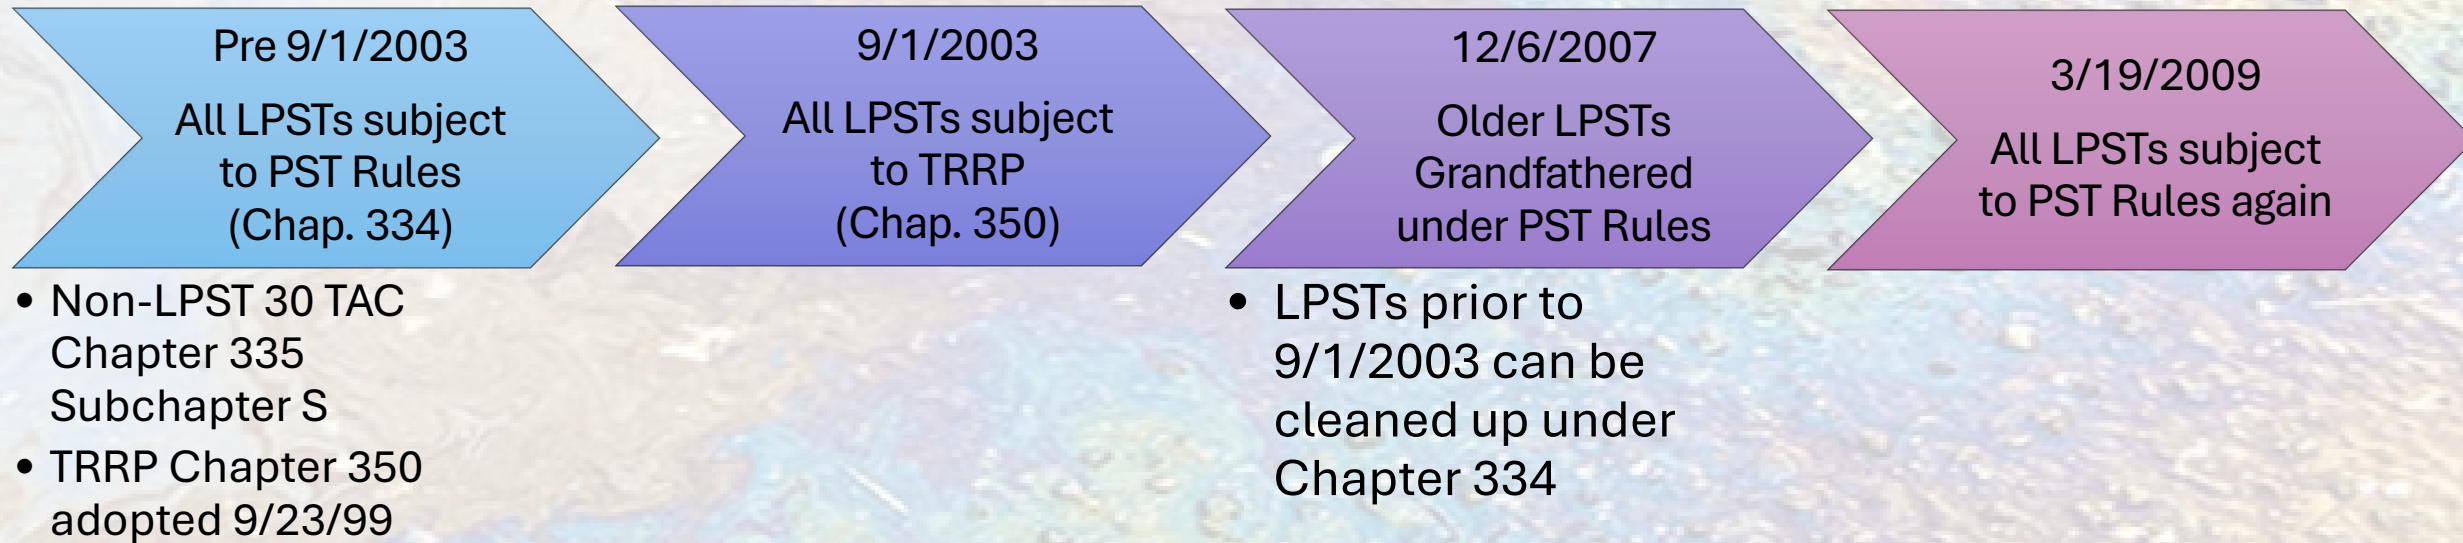 Pre 9/1/2003
All LPSTs subject
to PST Rules
(Chap. 334)
• Non-LPST 30 TAC
Chapter 335
Subchapter S
• TRRP Chapter 350
adopted 9/23/99
9/1/2003
All LPSTs subject
to TRRP
(Chap. 350)
12/6/2007
Older LPSTs
Grandfathered
under PST Rules
• LPSTs prior to
9/1/2003 can be
cleaned up under
Chapter 334
3/19/2009
All LPSTs subject
to PST Rules again